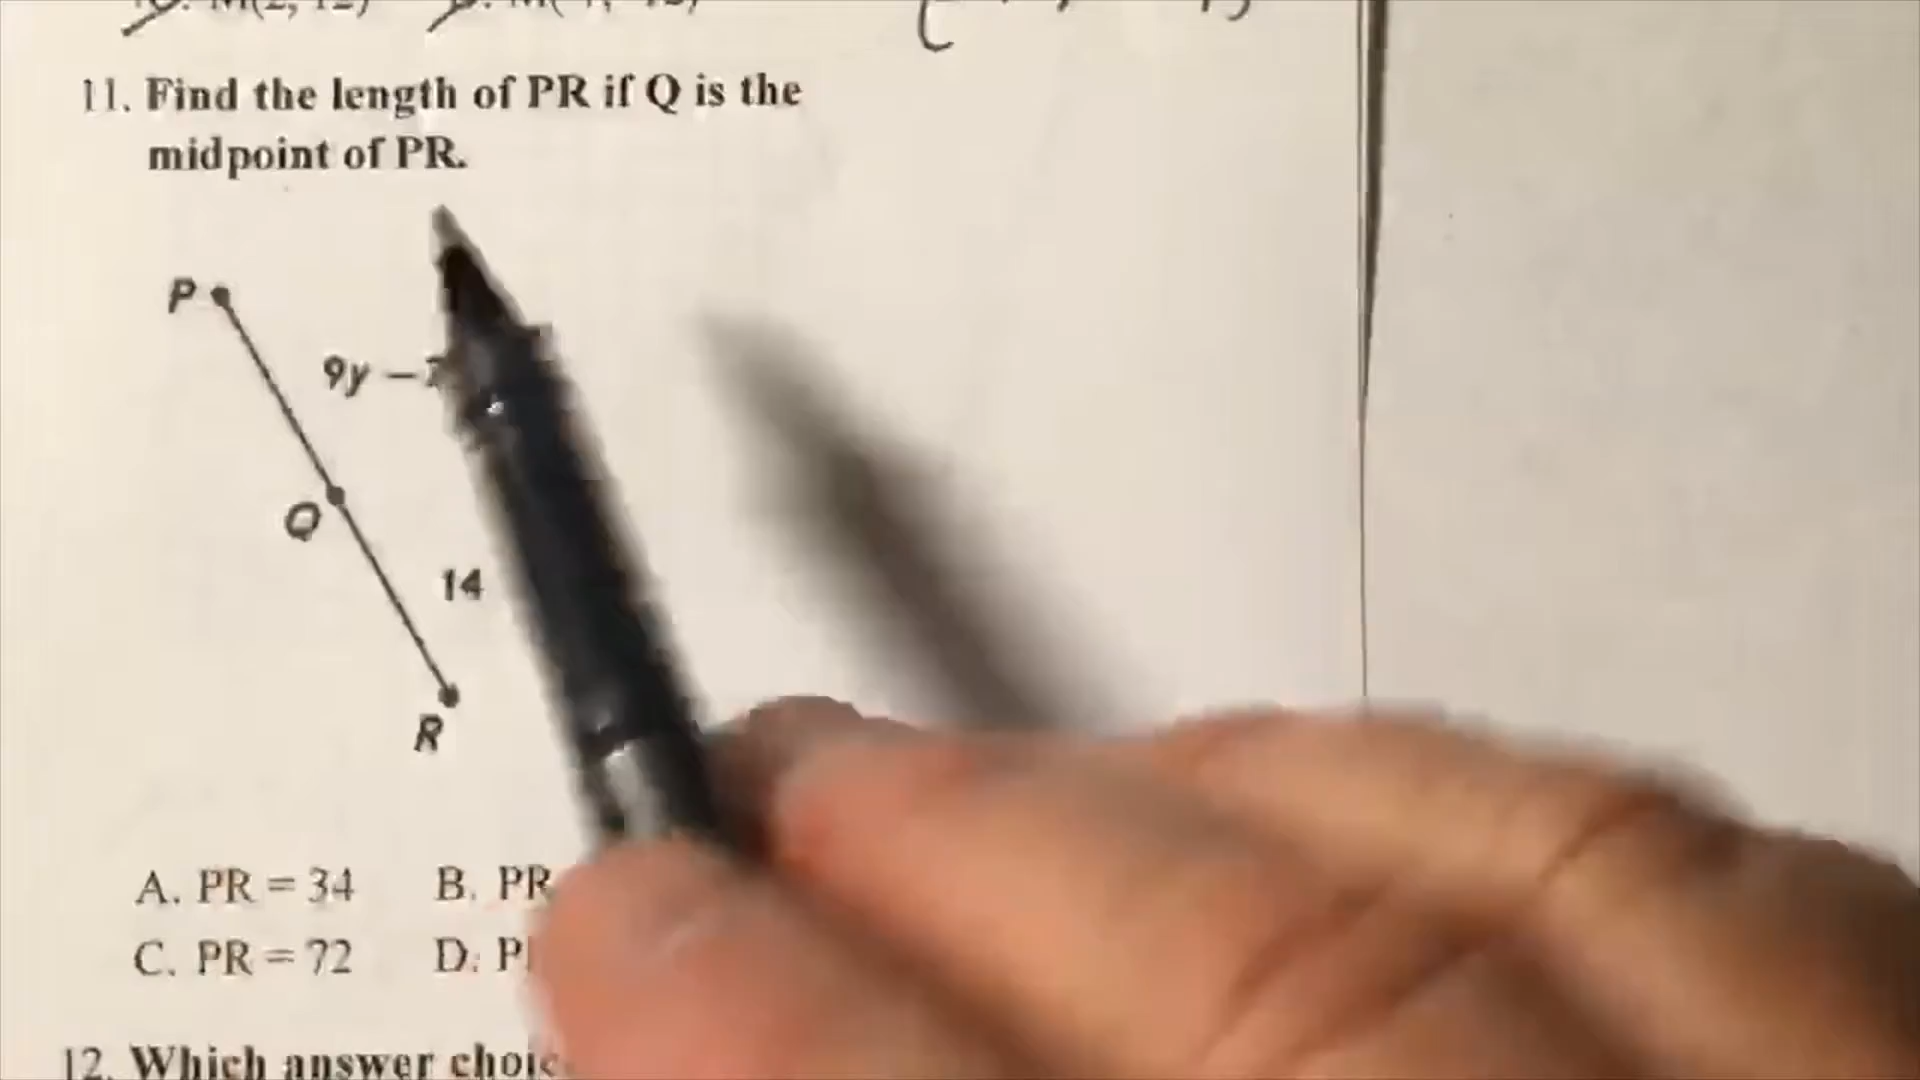 11. Find the length of PR if Q is the
midpoint of PR.
P
9y –
Q
14
R
A. PR = 34 B. PR
C. PR = 72 D.
12. Which answer